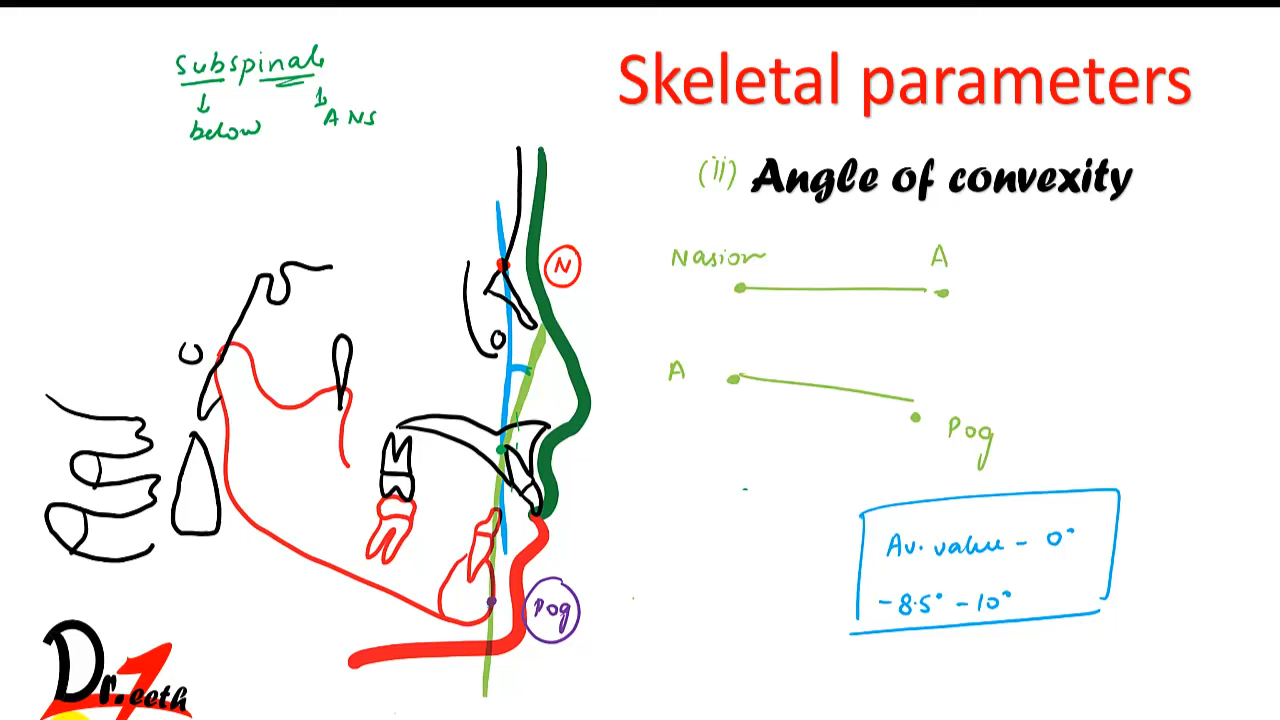 Subspinale
below
ANS
Skeletal parameters
(ii) Angle of convexity
Nasion A
A
Pog
N
Pog
Av. value - 0°
-8.5° - 10°
Dr. Teeth